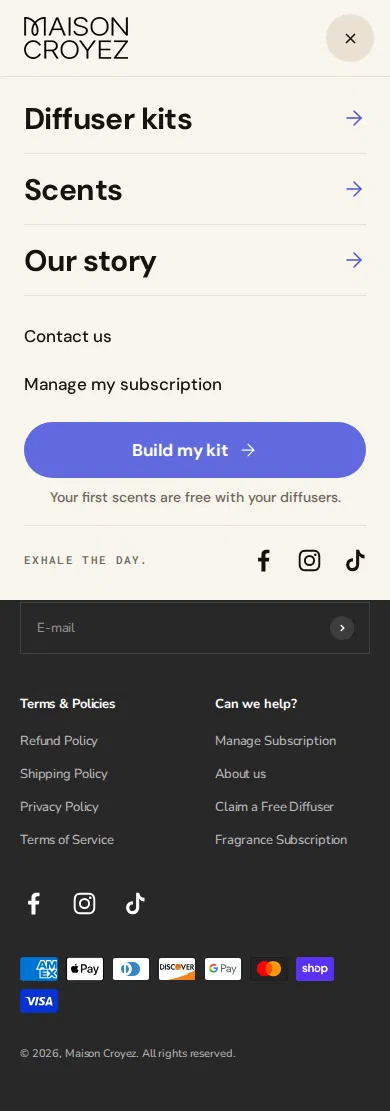 MAISON
CROYEZ
Diffuser kits
Scents
Our story
Contact us
Manage my subscription
Build my kit
Your first scents are free with your diffusers.
EXHALE THE DAY.
E-mail
Terms & Policies
Refund Policy
Shipping Policy
Privacy Policy
Terms of Service
Can we help?
Manage Subscription
About us
Claim a Free Diffuser
Fragrance Subscription
AMEX Pay DISCOVER G Pay shop
VISA
© 2026, Maison Croyez. All rights reserved.